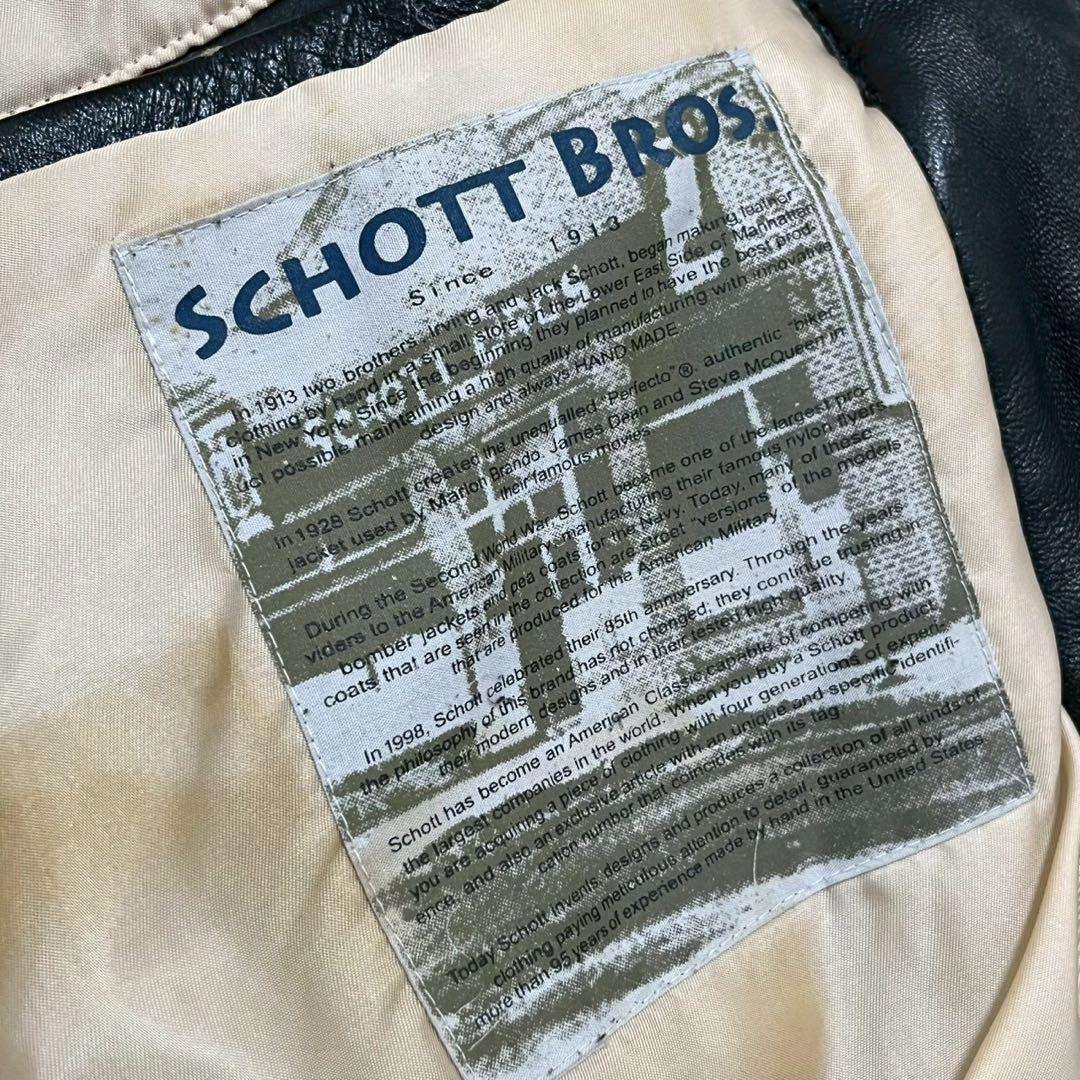 SCHOTT BROS.
Since 1913
In 1913 two brothers, Irving and Jack Schott, began making leather
clothing by hand in a small store on the Lower East Side of Manhattan
in New York. Since the beginning they planned to have the best prod-
uct possible, maintaining a high quality of manufacturing with innovative
design and always HAND MADE.
In 1928 Schott created the unequalled "Perfecto"®, authentic "biker"
jacket used by Marlon Brando, James Dean and Steve McQueen in
their famous movies.
During the Second World War, Schott become one of the largest pro-
viders to the American Military, manufacturing their famous nylon flyers,
bomber jackets and pea coats for the Navy. Today, many of these
coats that are seen in the collection are street "versions" of the models
that are produced for the American Military.
In 1998, Schott celebrated their 85th anniversary. Through the years
the philosophy of this brand has not changed; they continue trusting in
their modern designs and in their tested high quality.
Schott has become an American Classic, capable of competing with
the largest companies in the world. When you buy a Schott product,
you are acquiring a piece of clothing with four generations of experi-
ence, and also an exclusive article with an unique and specific identifi-
cation number that coincides with its tag.
Today Schott invents, designs and produces a collection of all kinds of
clothing paying meticulous attention to detail, guaranteed by
more than 95 years of experience made by hand in the United States